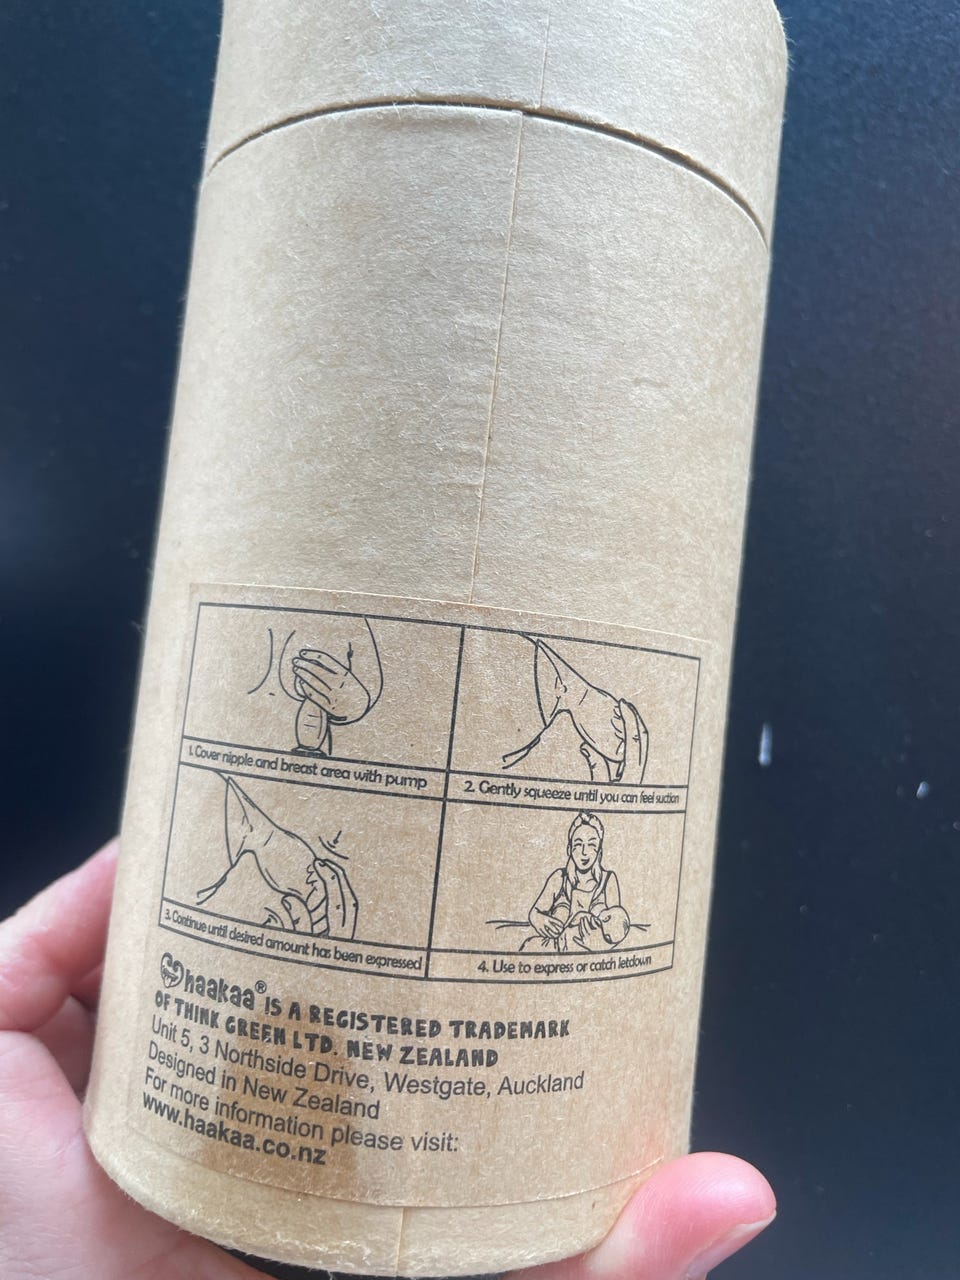 1. Cover nipple and breast area with pump
2. Gently squeeze until you can feel suction
3. Continue until desired amount has been expressed
4. Use to express or catch letdown
haakaa® IS A REGISTERED TRADEMARK
OF THINK GREEN LTD. NEW ZEALAND
Unit 5, 3 Northside Drive, Westgate, Auckland
Designed in New Zealand
For more information please visit:
www.haakaa.co.nz